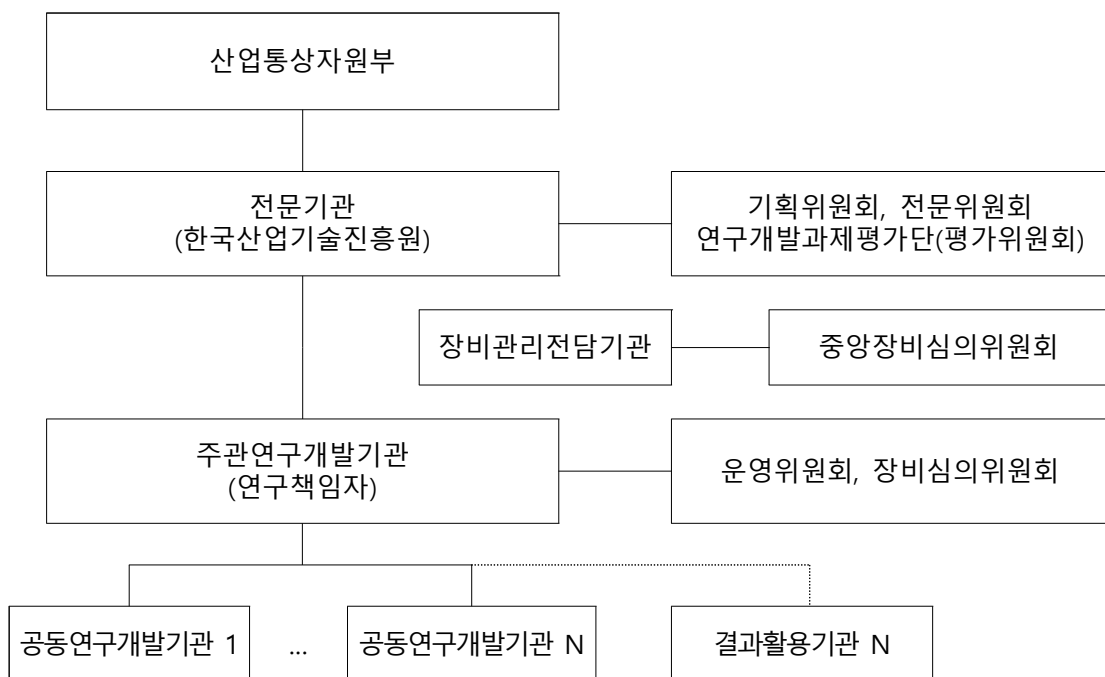 산업통상자원부
전문기관
(한국산업기술진흥원)
기획위원회, 전문위원회
연구개발과제평가단(평가위원회)
장비관리전담기관
중앙장비심의위원회
주관연구개발기관
(연구책임자)
운영위원회, 장비심의위원회
공동연구개발기관 1
...
공동연구개발기관 N
결과활용기관 N